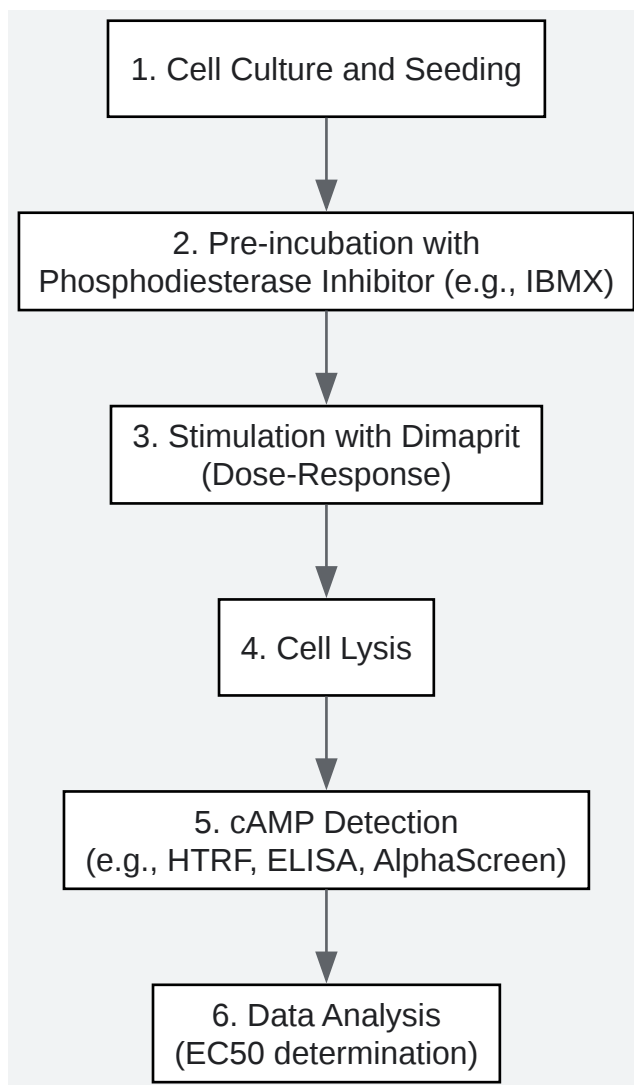 1. Cell Culture and Seeding
2. Pre-incubation with
Phosphodiesterase Inhibitor (e.g., IBMX)
3. Stimulation with Dimaprit
(Dose-Response)
4. Cell Lysis
5. cAMP Detection
(e.g., HTRF, ELISA, AlphaScreen)
6. Data Analysis
(EC50 determination)